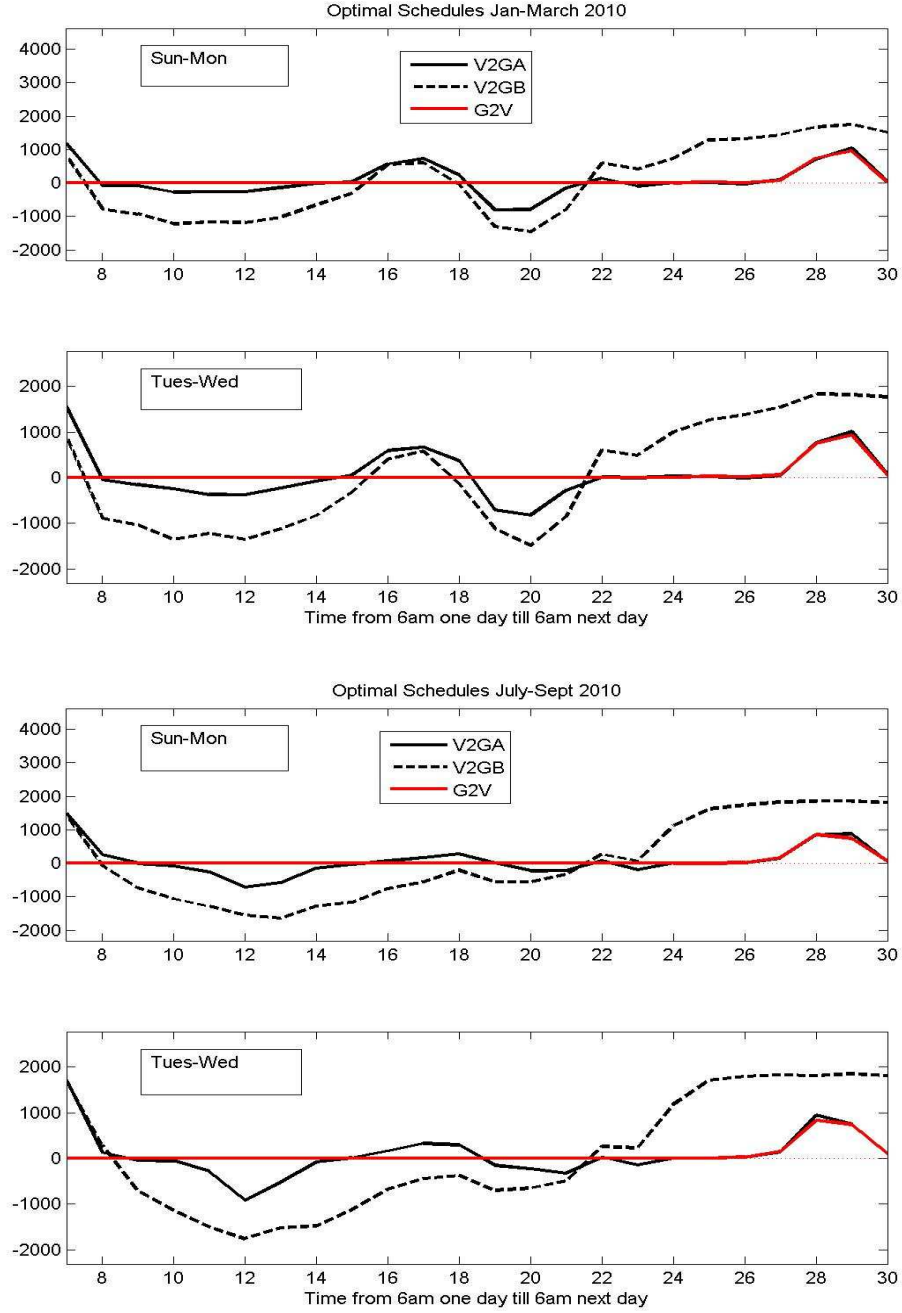 Optimal Schedules Jan-March 2010
Sun-Mon
V2GA
V2GB
G2V
4000
3000
2000
1000
0
-1000
-2000
8 10 12 14 16 18 20 22 24 26 28 30
Tues-Wed
2000
1000
0
-1000
-2000
8 10 12 14 16 18 20 22 24 26 28 30
Time from 6am one day till 6am next day
Optimal Schedules July-Sept 2010
Sun-Mon
V2GA
V2GB
G2V
4000
3000
2000
1000
0
-1000
-2000
8 10 12 14 16 18 20 22 24 26 28 30
Tues-Wed
2000
1000
0
-1000
-2000
8 10 12 14 16 18 20 22 24 26 28 30
Time from 6am one day till 6am next day